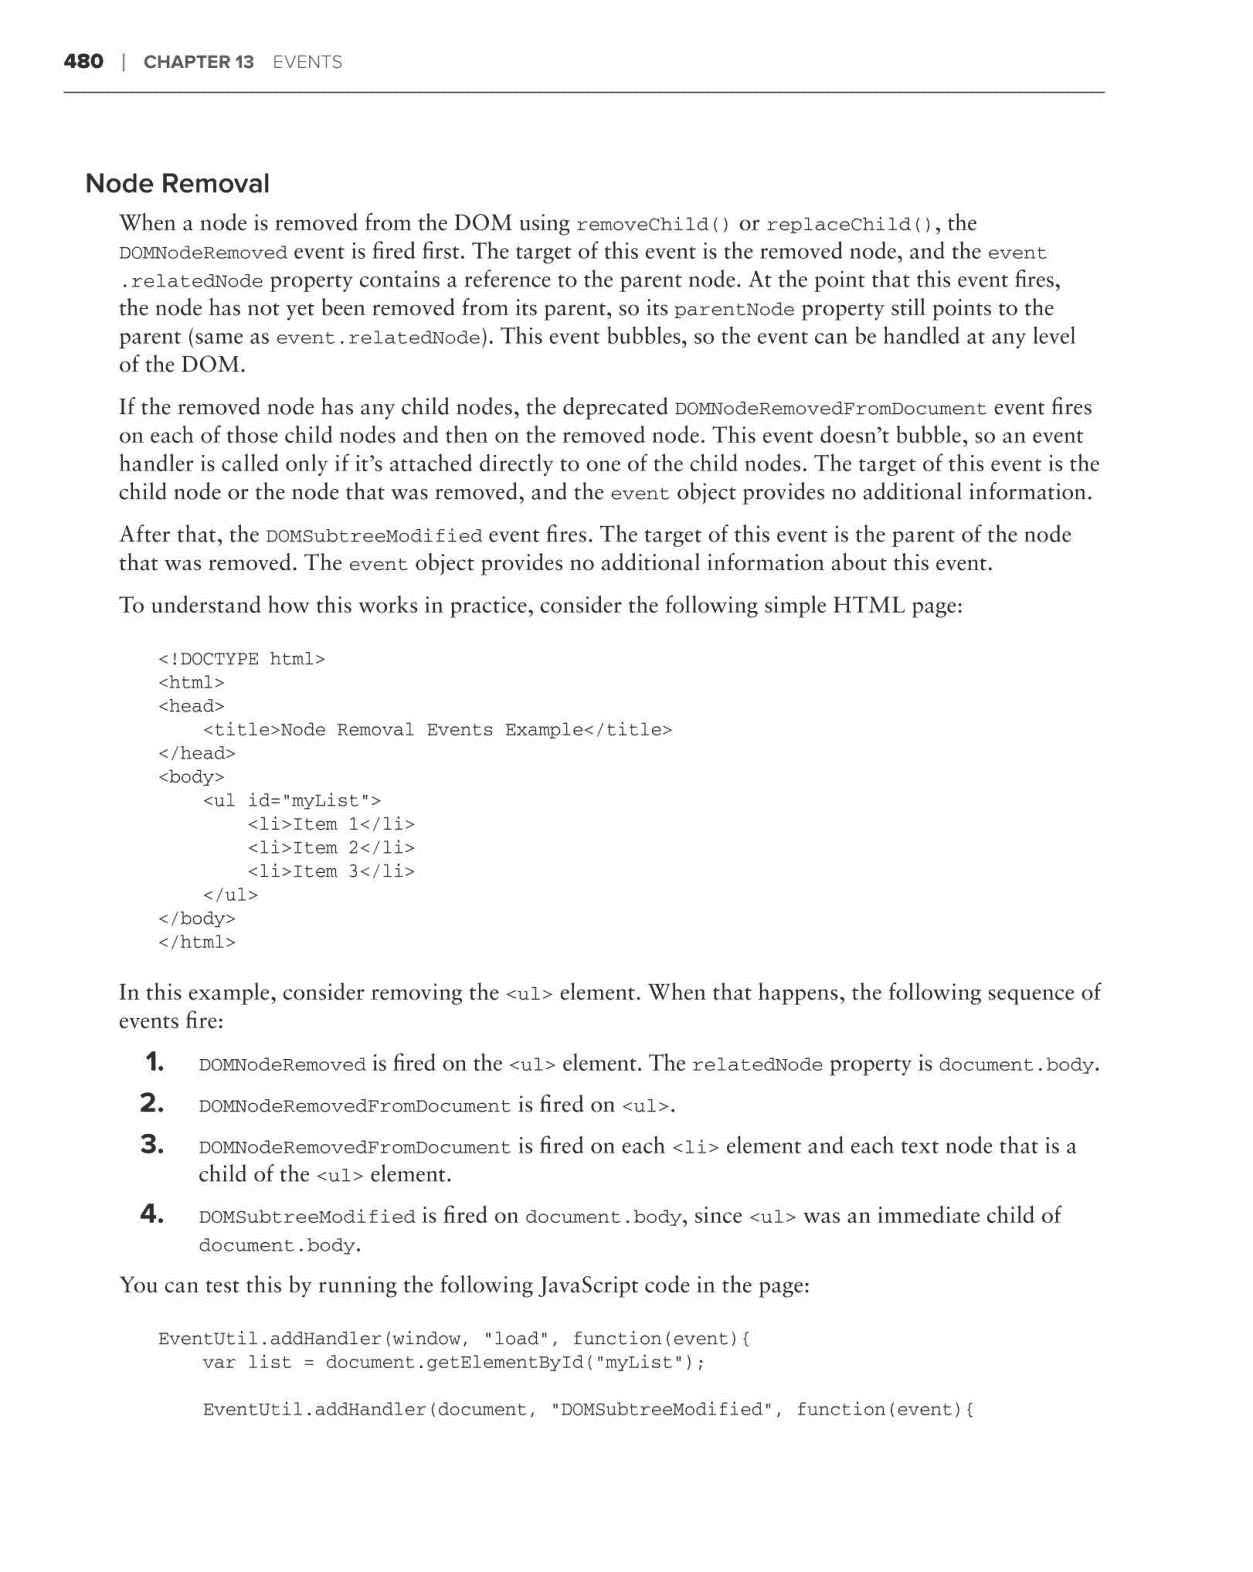 480 | CHAPTER 13 EVENTS
Node Removal
When a node is removed from the DOM using removeChild() or replaceChild(), the
DOMNodeRemoved event is fired first. The target of this event is the removed node, and the event
.relatedNode property contains a reference to the parent node. At the point that this event fires,
the node has not yet been removed from its parent, so its parentNode property still points to the
parent (same as event.relatedNode). This event bubbles, so the event can be handled at any level
of the DOM.
If the removed node has any child nodes, the deprecated DOMNodeRemovedFromDocument event fires
on each of those child nodes and then on the removed node. This event doesn't bubble, so an event
handler is called only if it's attached directly to one of the child nodes. The target of this event is the
child node or the node that was removed, and the event object provides no additional information.
After that, the DOMSubtreeModified event fires. The target of this event is the parent of the node
that was removed. The event object provides no additional information about this event.
To understand how this works in practice, consider the following simple HTML page:
<!DOCTYPE html>
<html>
<head>
    <title>Node Removal Events Example</title>
</head>
<body>
    <ul id="myList">
        <li>Item 1</li>
        <li>Item 2</li>
        <li>Item 3</li>
    </ul>
</body>
</html>
In this example, consider removing the <ul> element. When that happens, the following sequence of
events fire:
1. DOMNodeRemoved is fired on the <ul> element. The relatedNode property is document.body.
2. DOMNodeRemovedFromDocument is fired on <ul>.
3. DOMNodeRemovedFromDocument is fired on each <li> element and each text node that is a
child of the <ul> element.
4. DOMSubtreeModified is fired on document.body, since <ul> was an immediate child of
document.body.
You can test this by running the following JavaScript code in the page:
EventUtil.addHandler(window, "load", function(event){
    var list = document.getElementById("myList");
    EventUtil.addHandler(document, "DOMSubtreeModified", function(event){